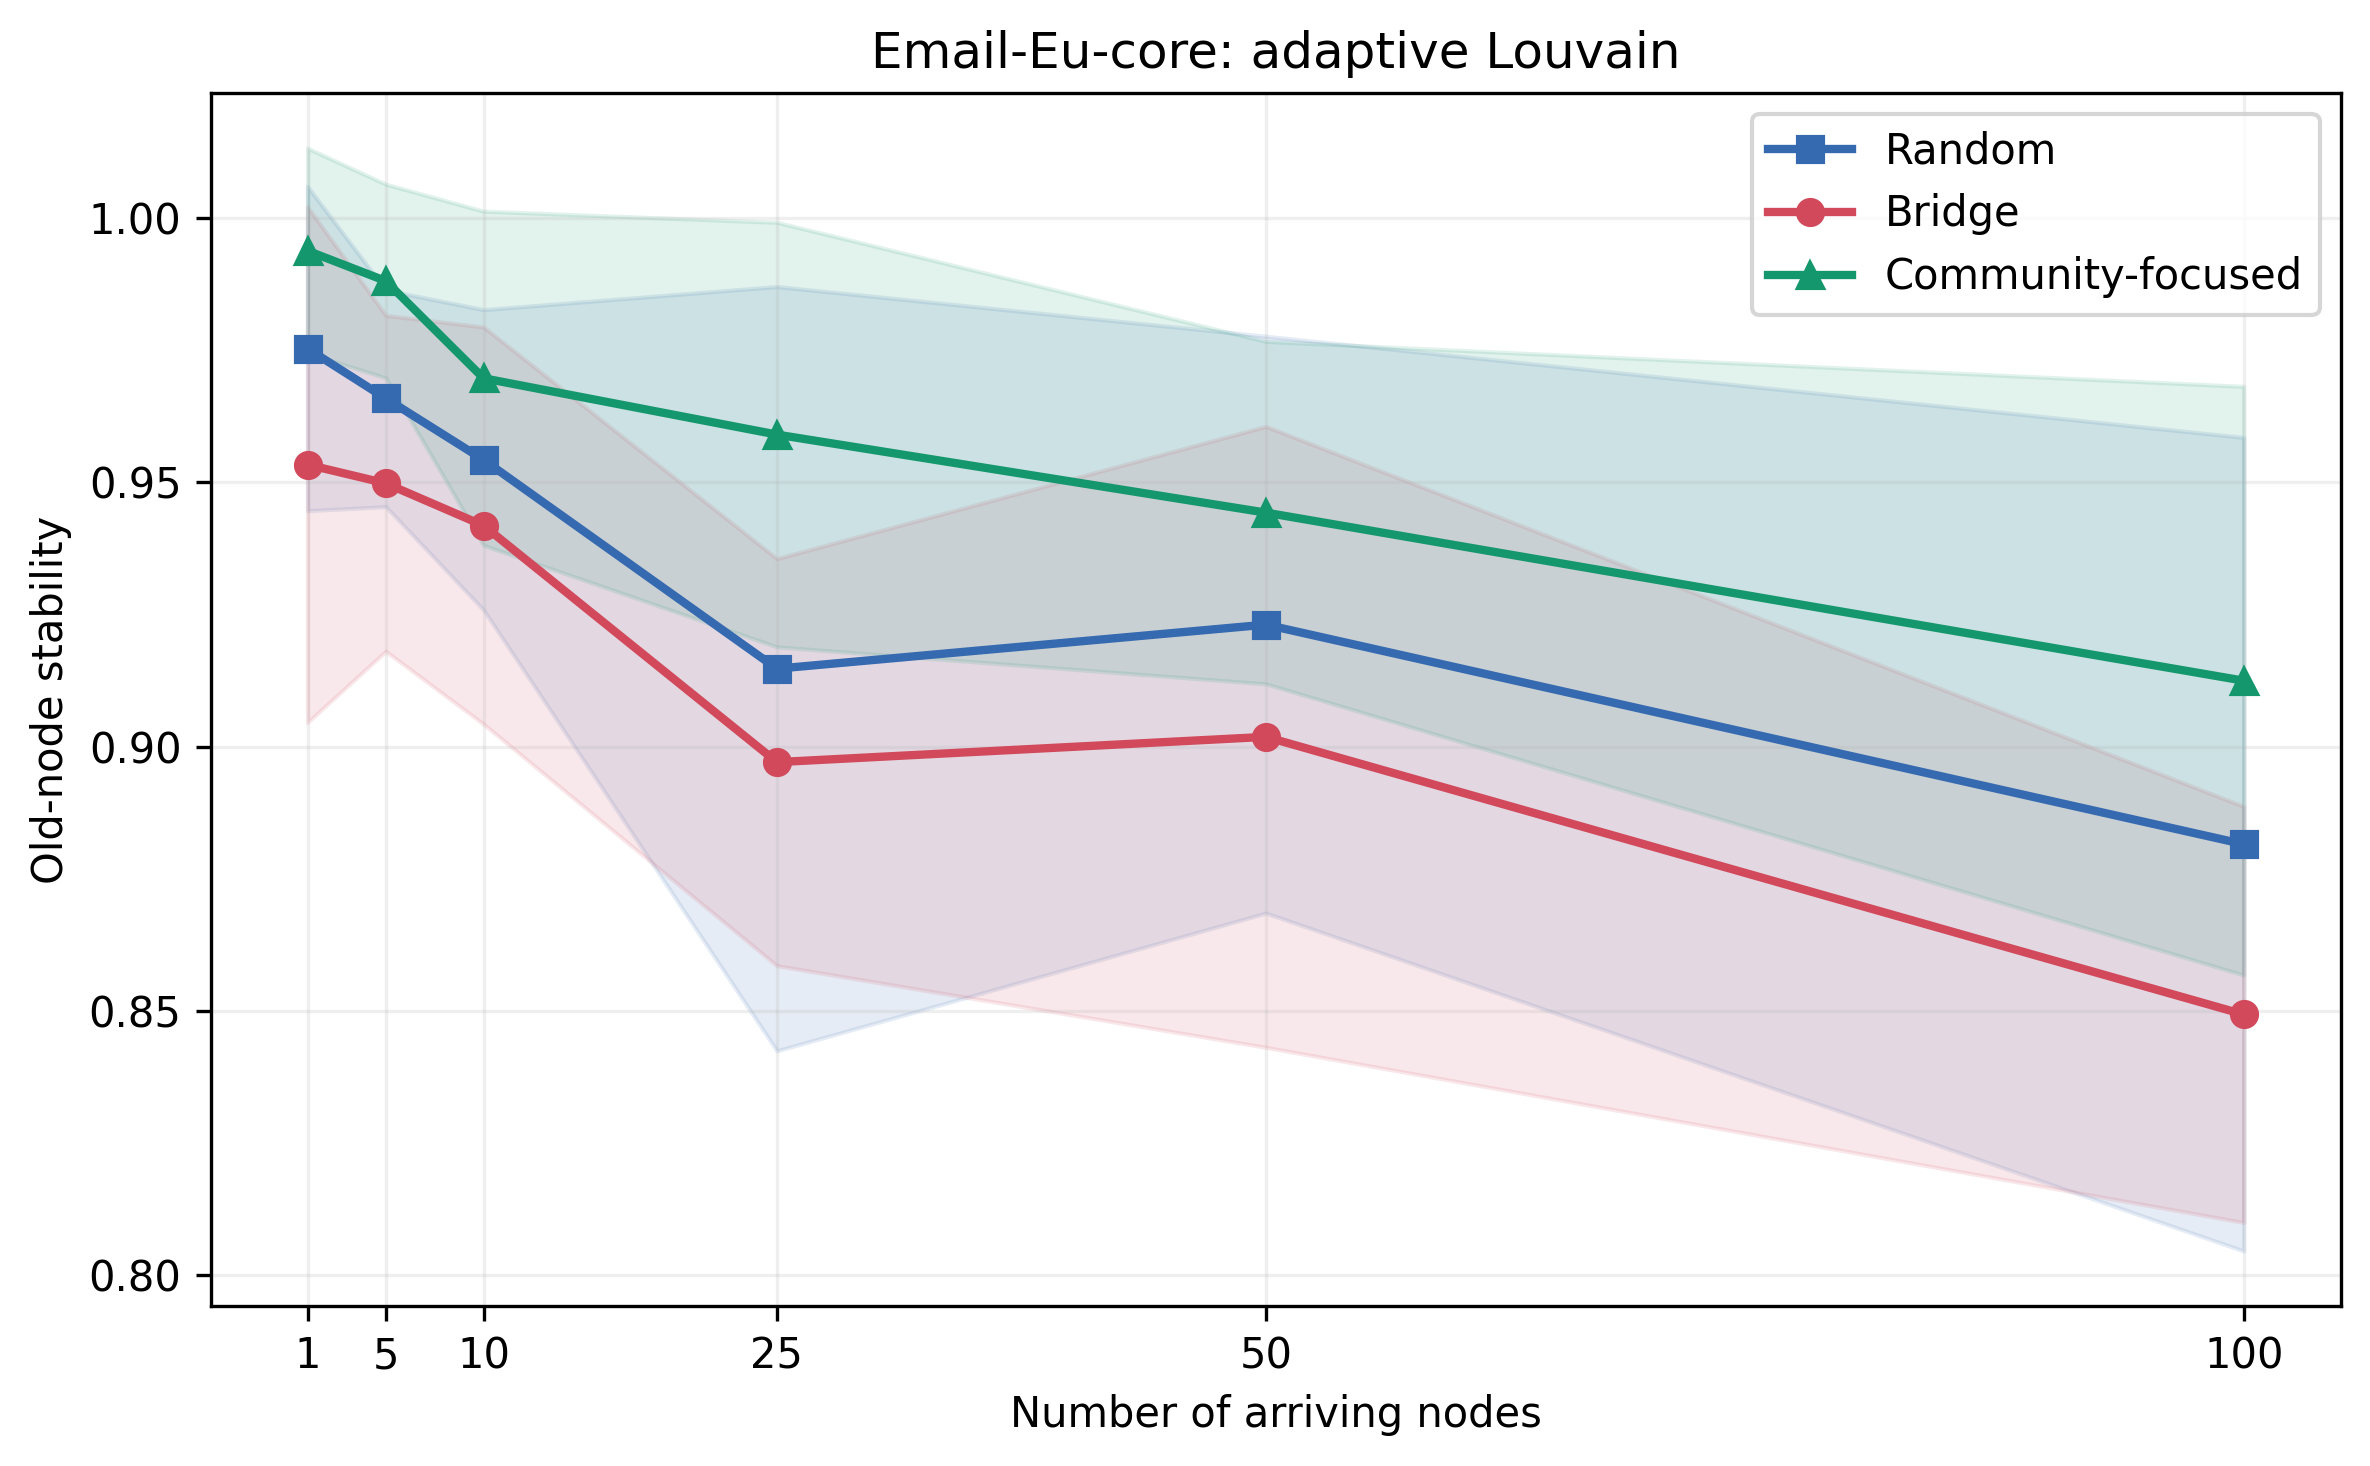 Email-Eu-core: adaptive Louvain
Random
Bridge
Community-focused
Old-node stability
1.00
0.95
0.90
0.85
0.80
1 5 10 25 50 100
Number of arriving nodes